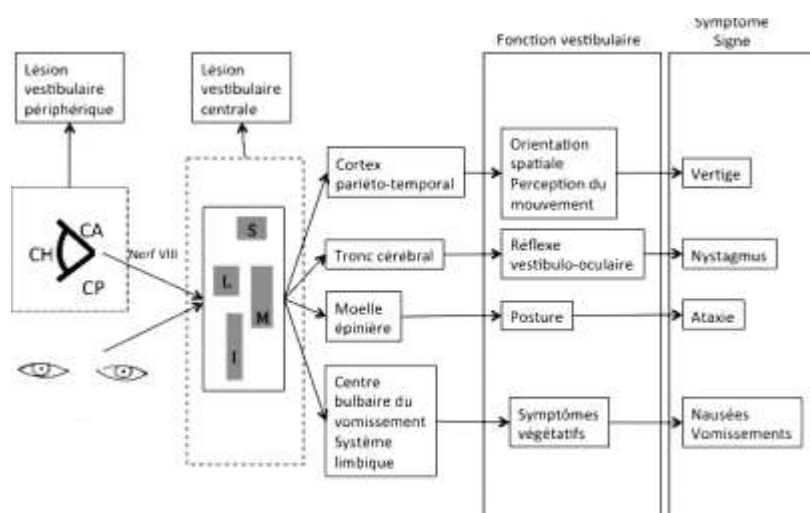 Symptôme
Signe
Fonction vestibulaire
Lésion
vestibulaire
périphérique
Lésion
vestibulaire
centrale
Cortex
pariéto-temporal
Orientation
spatiale
Perception du
mouvement
Vertige
CA
CH
CP
Nerf VIII
S
L
M
I
Tronc cérébral
Réflexe
vestibulo-oculaire
Nystagmus
Moelle
épinière
Posture
Ataxie
Centre
bulbaire du
vomissement
Système
limbique
Symptômes
végétatifs
Nausées
Vomissements